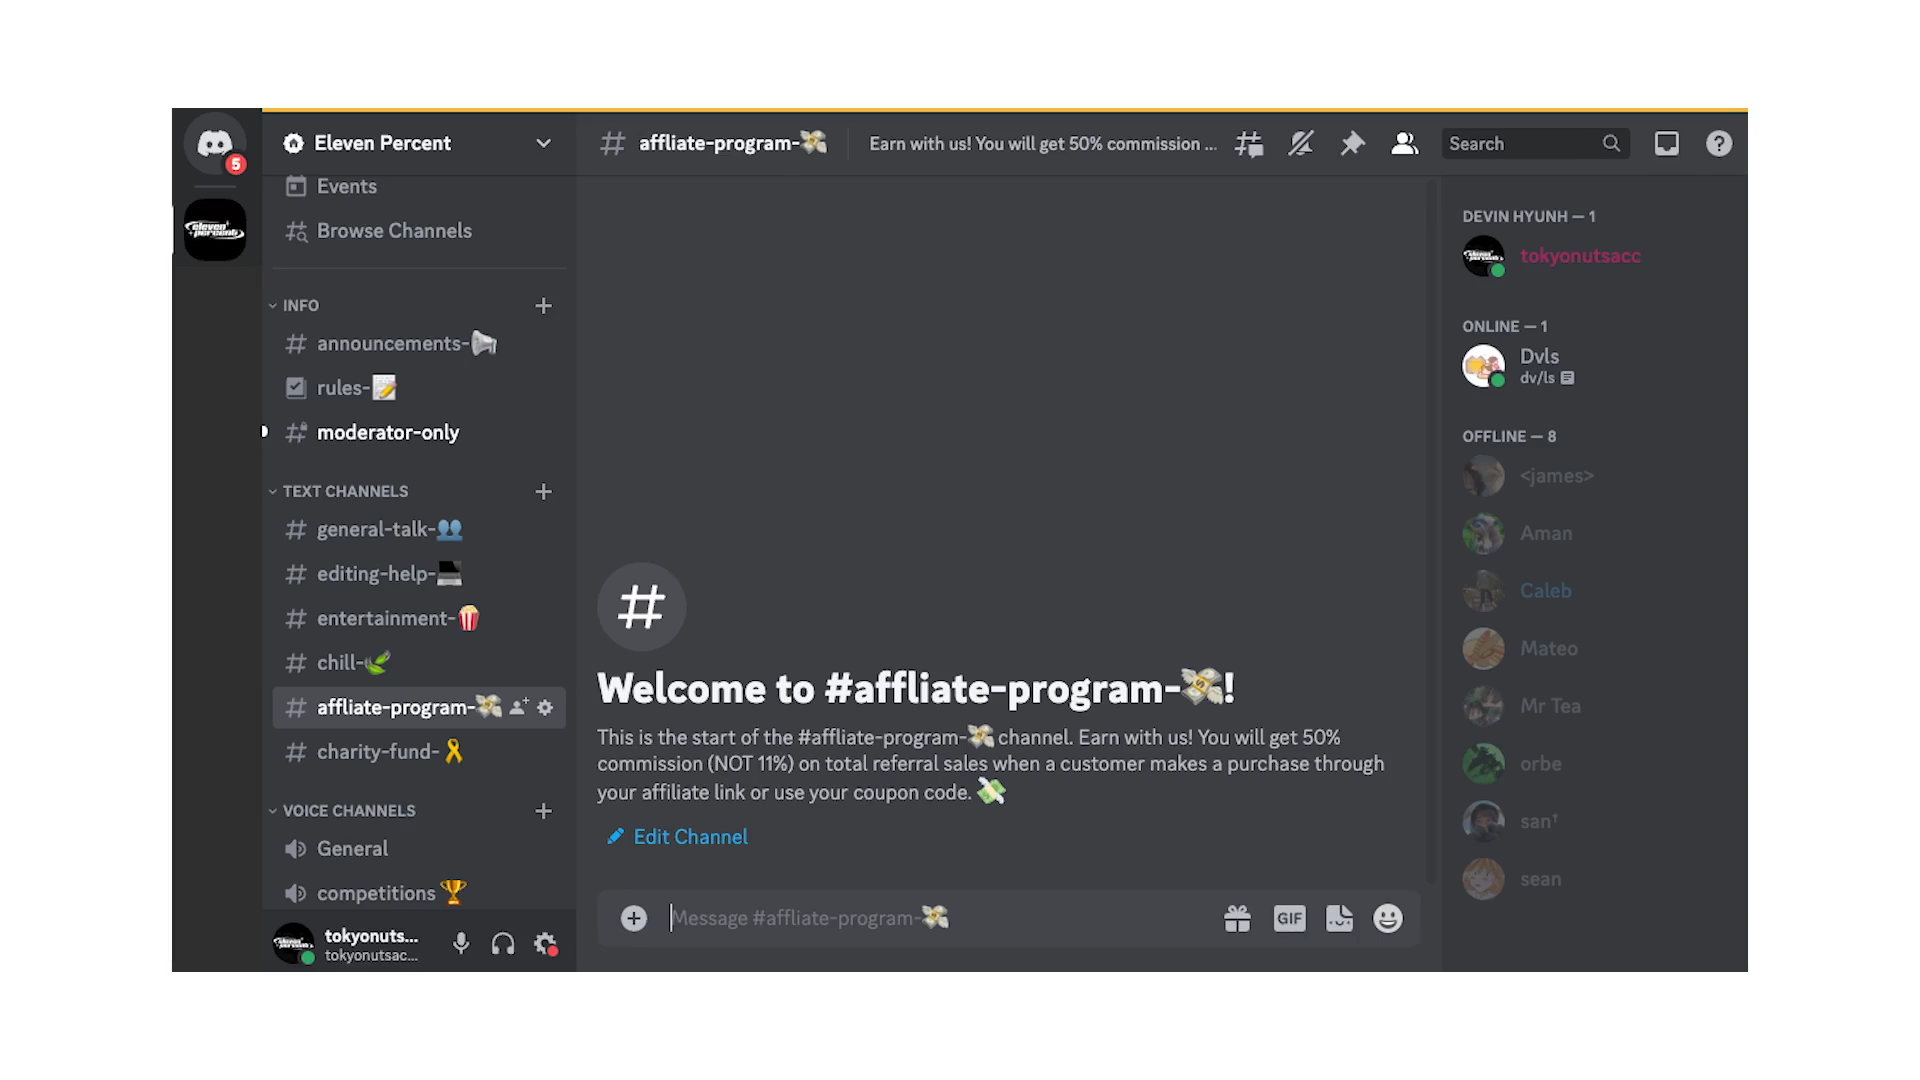 5
eleven
percent
Eleven Percent
Events
Browse Channels
INFO
announcements-
rules-
moderator-only
TEXT CHANNELS
general-talk-
editing-help-
entertainment-
chill-
affliate-program-
charity-fund-
VOICE CHANNELS
General
competitions
tokyonuts...
tokyonutsac...
affliate-program-💸
Earn with us! You will get 50% commission ...
Search
Welcome to #affliate-program-💸!
This is the start of the #affliate-program-💸 channel. Earn with us! You will get 50%
commission (NOT 11%) on total referral sales when a customer makes a purchase through
your affiliate link or use your coupon code. 💸
Edit Channel
Message #affliate-program-💸
GIF
DEVIN HYUNH — 1
tokyonutsacc
ONLINE — 1
Dvls
dv/ls
OFFLINE — 8
<james>
Aman
Caleb
Mateo
Mr Tea
orbe
san†
sean